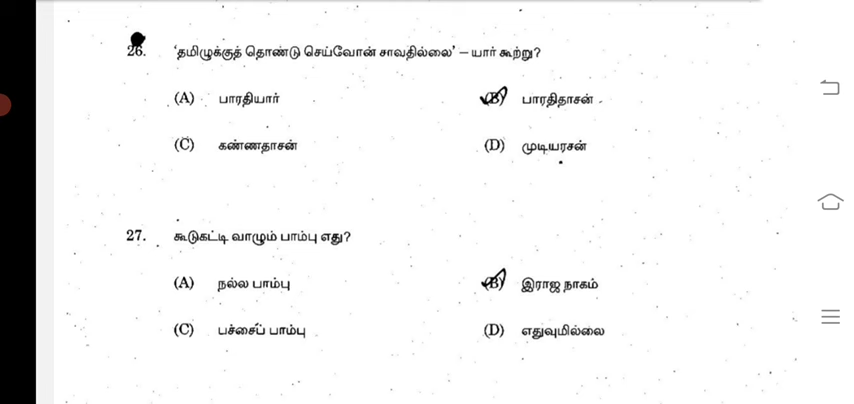 26. 'தமிழுக்குத் தொண்டு செய்வோன் சாவதில்லை' – யார் கூற்று?
(A) பாரதியார் (B) பாரதிதாசன்
(C) கண்ணதாசன் (D) முடியரசன்
27. கூடுகட்டி வாழும் பாம்பு எது?
(A) நல்ல பாம்பு (B) இராஜ நாகம்
(C) பச்சைப் பாம்பு (D) எதுவுமில்லை